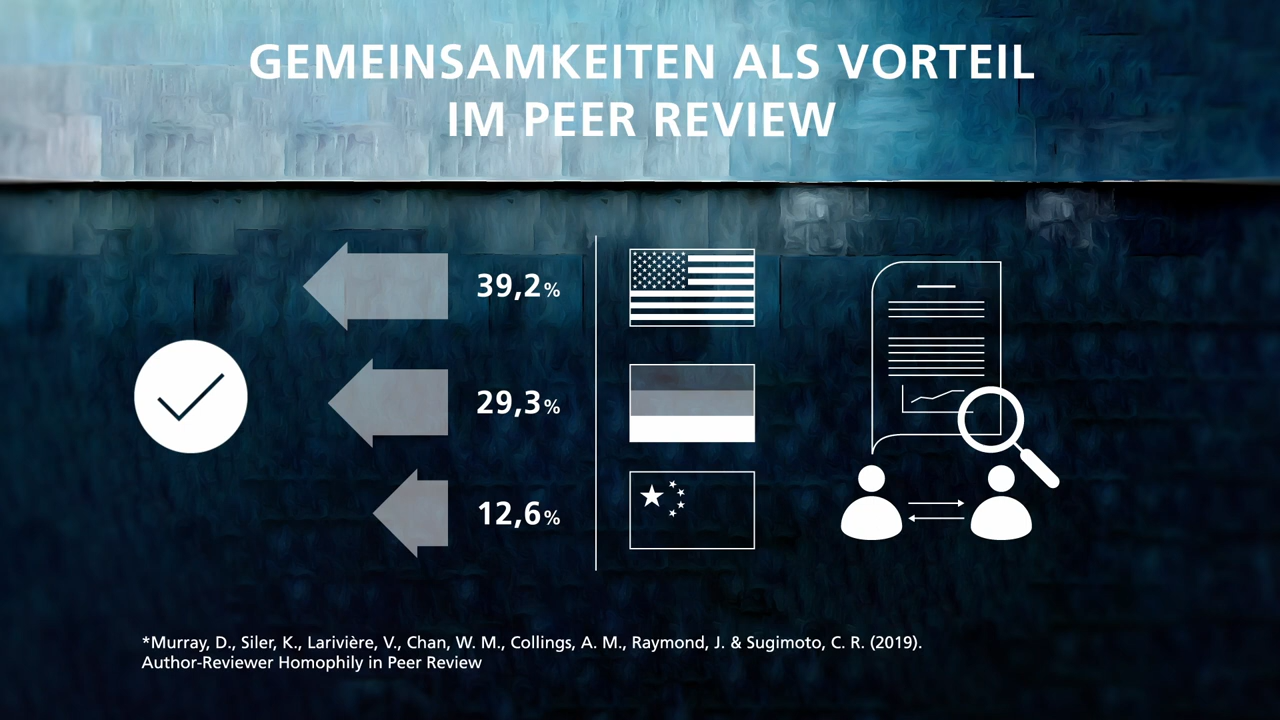 GEMEINSAMKEITEN ALS VORTEIL
IM PEER REVIEW
39,2%
29,3%
12,6%
*Murray, D., Siler, K., Larivière, V., Chan, W. M., Collings, A. M., Raymond, J. & Sugimoto, C. R. (2019).
Author-Reviewer Homophily in Peer Review